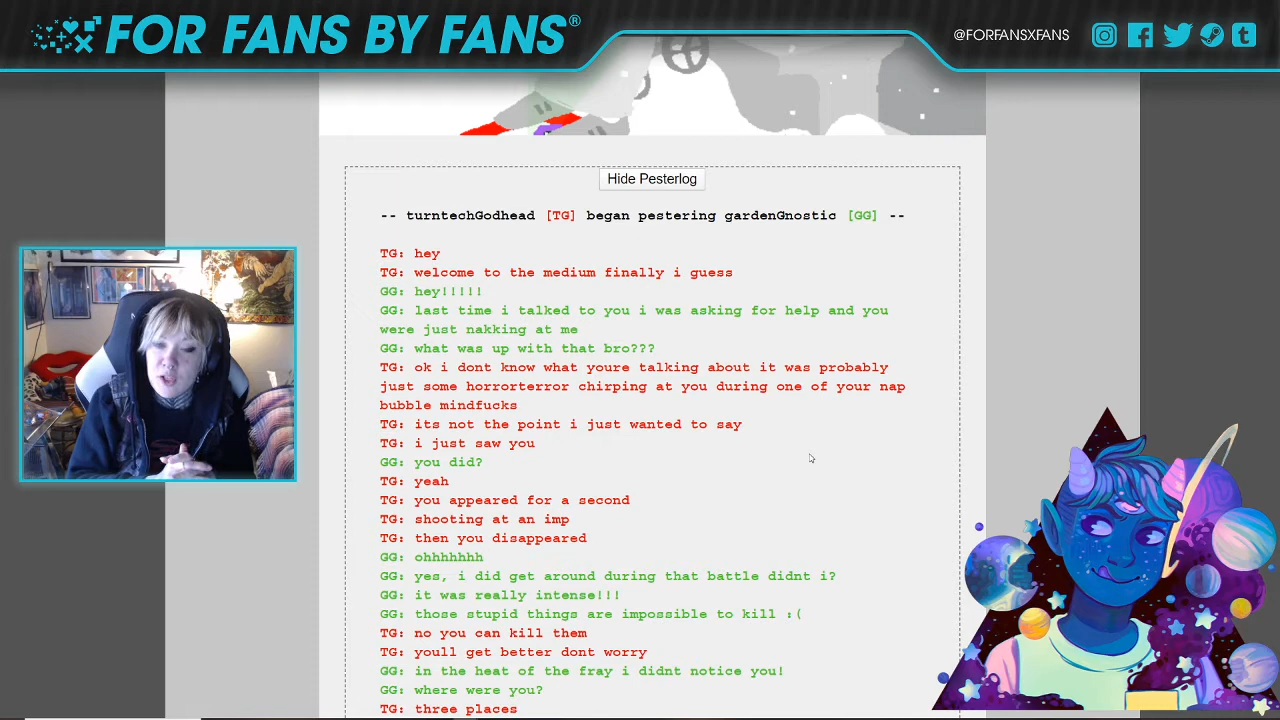 FOR FANS BY FANS®
@FORFANSXFANS
Hide Pesterlog
-- turntechGodhead [TG] began pestering gardenGnostic [GG] --
TG: hey
TG: welcome to the medium finally i guess
GG: hey!!!!!
GG: last time i talked to you i was asking for help and you
were just nakking at me
GG: what was up with that bro???
TG: ok i dont know what youre talking about it was probably
just some horrorterror chirping at you during one of your nap
bubble mindfucks
TG: its not the point i just wanted to say
TG: i just saw you
GG: you did?
TG: yeah
TG: you appeared for a second
TG: shooting at an imp
TG: then you disappeared
GG: ohhhhhhh
GG: yes, i did get around during that battle didnt i?
GG: it was really intense!!!
GG: those stupid things are impossible to kill :(
TG: no you can kill them
TG: youll get better dont worry
GG: in the heat of the fray i didnt notice you!
GG: where were you?
TG: three places